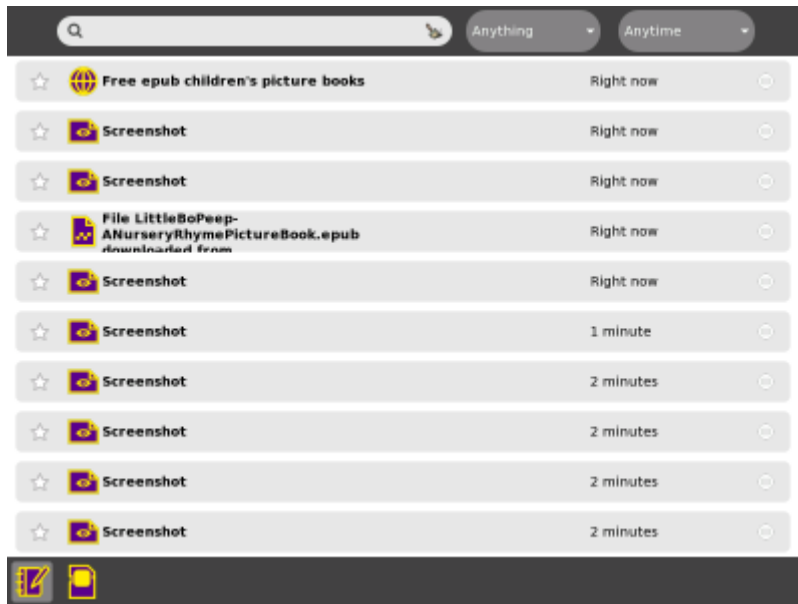 Anything
Anytime
Free epub children's picture books
Right now
Screenshot
Right now
Screenshot
Right now
File LittleBoPeep-
ANurseryRhymePictureBook.epub
downloaded from
Right now
Screenshot
Right now
Screenshot
1 minute
Screenshot
2 minutes
Screenshot
2 minutes
Screenshot
2 minutes
Screenshot
2 minutes